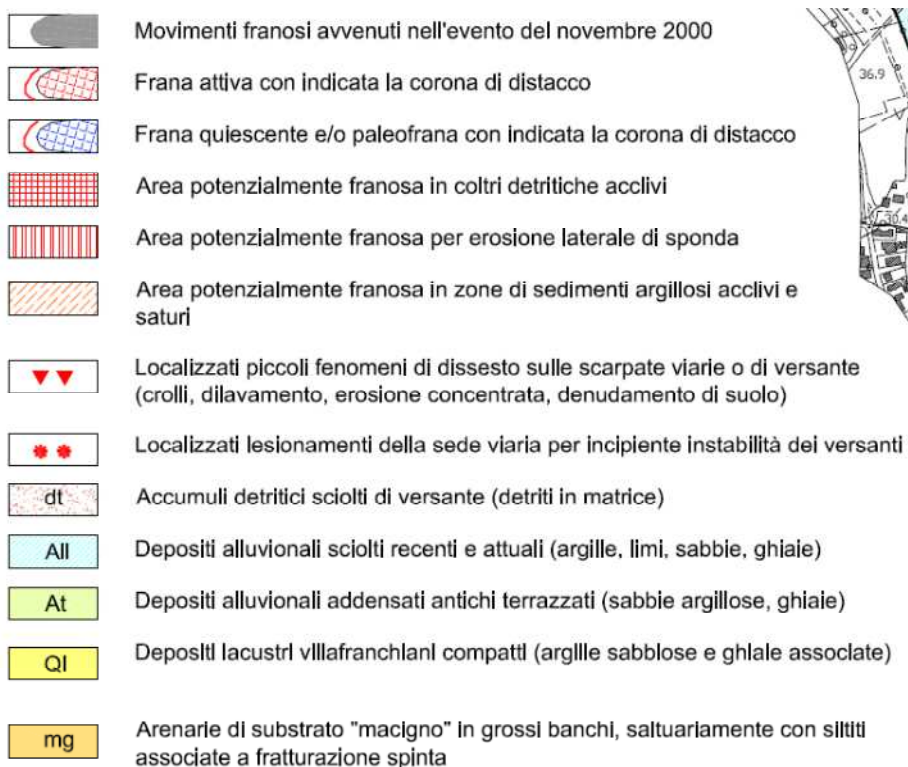 Movimenti franosi avvenuti nell'evento del novembre 2000
36.9
Frana attiva con indicata la corona di distacco
Frana quiescente e/o paleofrana con indicata la corona di distacco
Area potenzialmente franosa in coltri detritiche acclivi
Area potenzialmente franosa per erosione laterale di sponda
Area potenzialmente franosa in zone di sedimenti argillosi acclivi e
saturi
Localizzati piccoli fenomeni di dissesto sulle scarpate viarie o di versante
(crolli, dilavamento, erosione concentrata, denudamento di suolo)
Localizzati lesionamenti della sede viaria per incipiente instabilità dei versanti
dt Accumuli detritici sciolti di versante (detriti in matrice)
All Depositi alluvionali sciolti recenti e attuali (argille, limi, sabbie, ghiaie)
At Depositi alluvionali addensati antichi terrazzati (sabbie argillose, ghiaie)
Ql Depositi lacustri villafranchiani compatti (argille sabbiose e ghiaie associate)
mg Arenarie di substrato "macigno" in grossi banchi, saltuariamente con siltiti
associate a fratturazione spinta